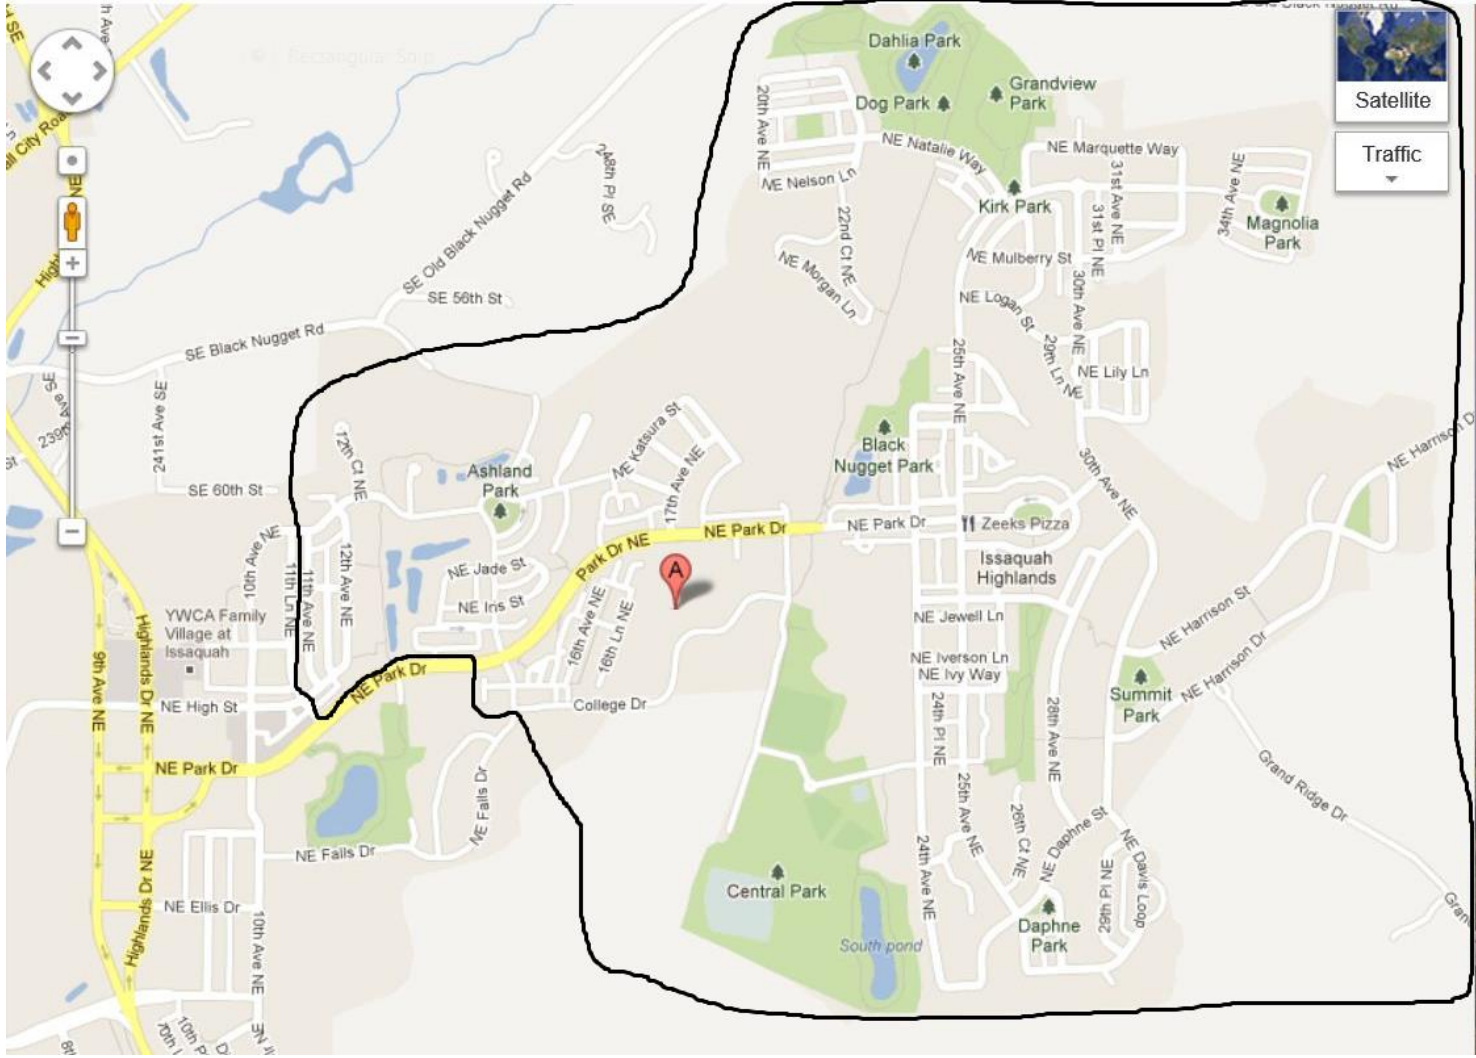 Old Black Nugget Rd
Satellite
Traffic
Dahlia Park
Grandview
Park
Dog Park
20th Ave NE
NE Natalie Way
NE Marquette Way
NE Nelson Ln
Kirk Park
31st Ave NE
31st Pl NE
34th Ave NE
Magnolia
Park
22nd Ct NE
NE Morgan Ln
NE Mulberry St
NE Logan St
30th Ave NE
29th Ln NE
NE Lily Ln
25th Ave NE
SE Old Black Nugget Rd
248th Pl SE
SE 56th St
SE Black Nugget Rd
241st Ave SE
239th Ave SE
SE 60th St
12th Ct NE
Ashland
Park
NE Katsura St
17th Ave NE
Black
Nugget Park
30th Ave NE
NE Harrison D
NE Park Dr
NE Park Dr
Zeeks Pizza
Park Dr NE
A
Issaquah
Highlands
10th Ave NE
11th Ln NE
11th Ave NE
12th Ave NE
NE Jade St
NE Iris St
16th Ave NE
16th Ln NE
NE Jewell Ln
NE Harrison St
YWCA Family
Village at
Issaquah
NE Iverson Ln
NE Ivy Way
NE Harrison Dr
Summit
Park
9th Ave NE
Highlands Dr NE
NE High St
NE Park Dr
College Dr
24th Pl NE
28th Ave NE
NE Park Dr
NE Falls Dr
25th Ave NE
26th Ct NE
Grand Ridge Dr
NE Daphne St
29th Pl NE
NE Davis Loop
NE Falls Dr
24th Ave NE
Central Park
Highlands Dr NE
NE Ellis Dr
10th Ave NE
South pond
Daphne
Park
Gran